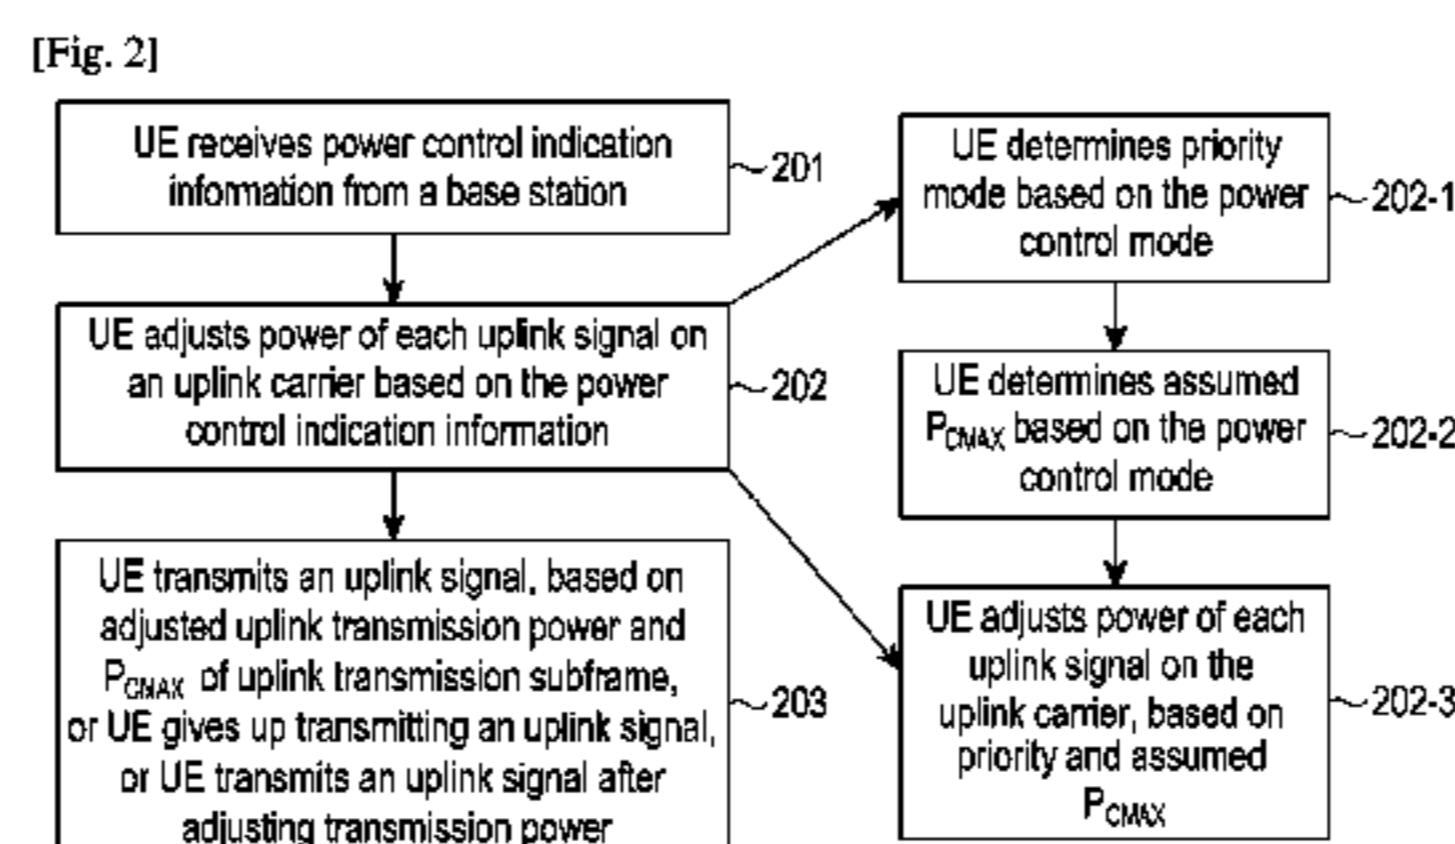 [Fig. 2]
UE receives power control indication
information from a base station
201
UE adjusts power of each uplink signal on
an uplink carrier based on the power
control indication information
202
UE transmits an uplink signal, based on
adjusted uplink transmission power and
PCMAX of uplink transmission subframe,
or UE gives up transmitting an uplink signal,
or UE transmits an uplink signal after
adjusting transmission power
203
UE determines priority
mode based on the power
control mode
202-1
UE determines assumed
PCMAX based on the power
control mode
202-2
UE adjusts power of each
uplink signal on the
uplink carrier, based on
priority and assumed
PCMAX
202-3